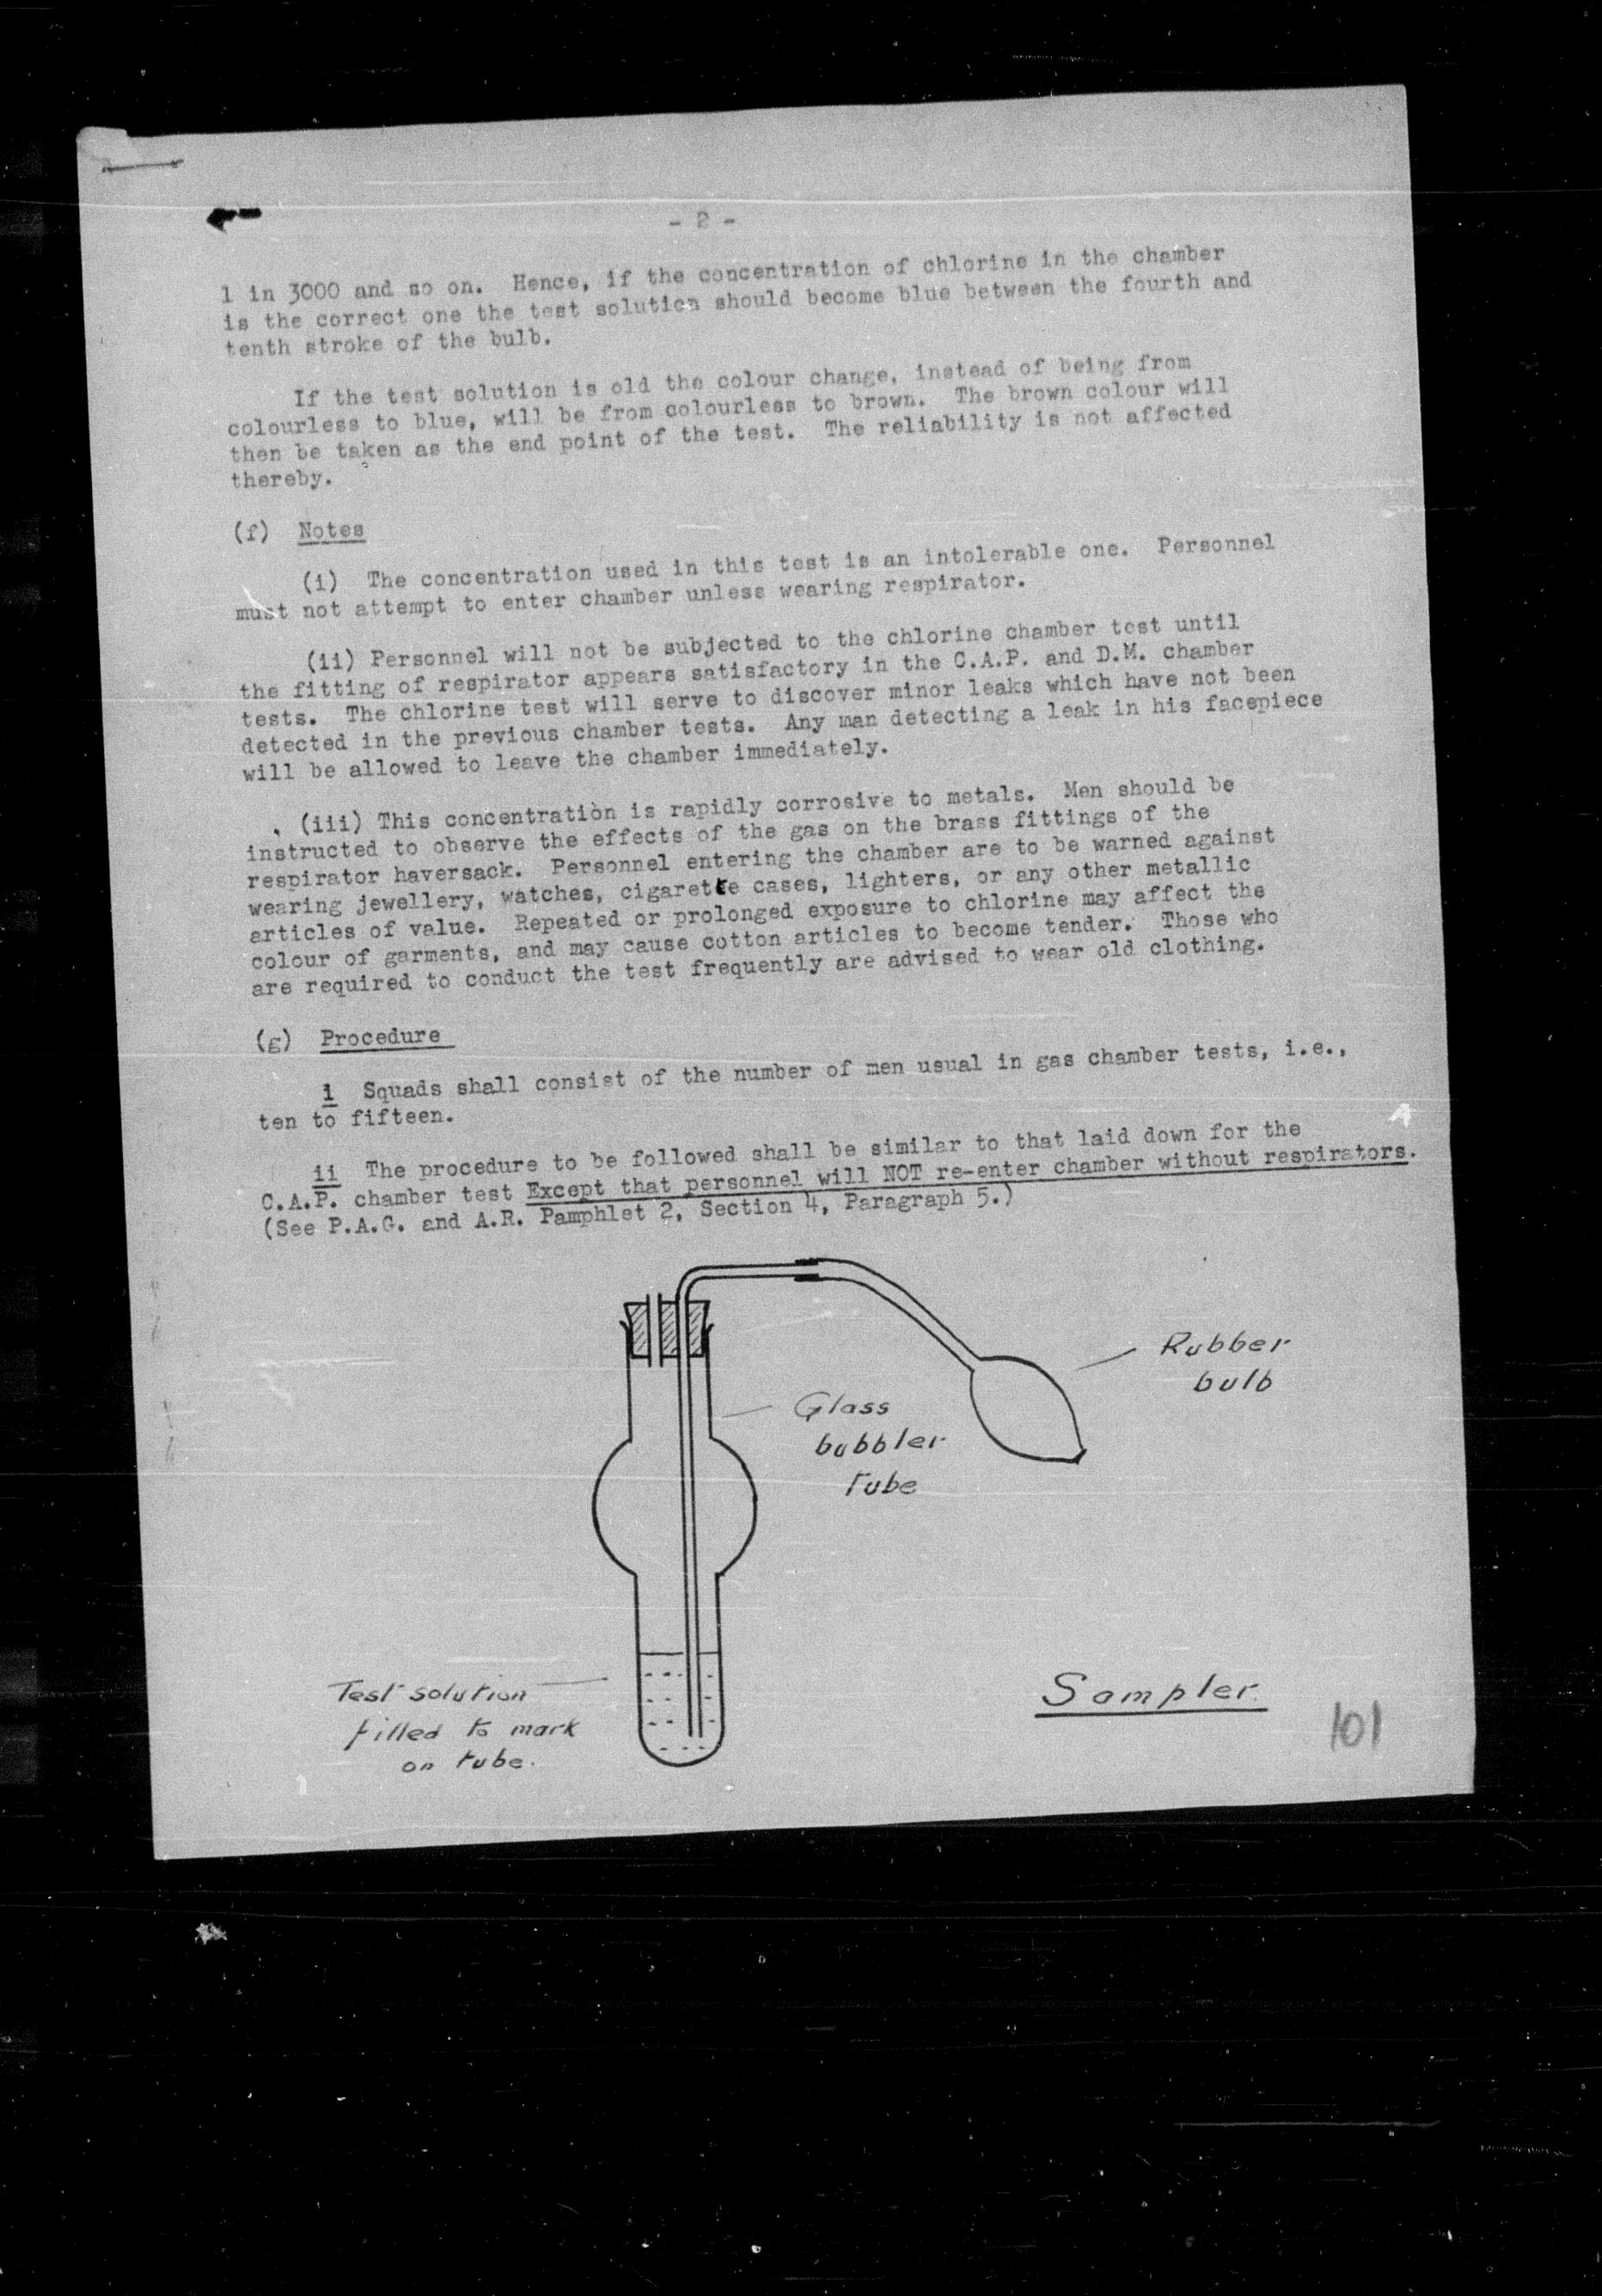 - 2 -
1 in 3000 and so on. Hence, if the concentration of chlorine in the chamber
is the correct one the test solution should become blue between the fourth and
tenth stroke of the bulb.
If the test solution is old the colour change, instead of being from
colourless to blue, will be from colourless to brown. The brown colour will
then be taken as the end point of the test. The reliability is not affected
thereby.
(f) Notes
(i) The concentration used in this test is an intolerable one. Personnel
must not attempt to enter chamber unless wearing respirator.
(ii) Personnel will not be subjected to the chlorine chamber test until
the fitting of respirator appears satisfactory in the C.A.P. and D.M. chamber
tests. The chlorine test will serve to discover minor leaks which have not been
detected in the previous chamber tests. Any man detecting a leak in his facepiece
will be allowed to leave the chamber immediately.
(iii) This concentration is rapidly corrosive to metals. Men should be
instructed to observe the effects of the gas on the brass fittings of the
respirator haversack. Personnel entering the chamber are to be warned against
wearing jewellery, watches, cigarette cases, lighters, or any other metallic
articles of value. Repeated or prolonged exposure to chlorine may affect the
colour of garments, and may cause cotton articles to become tender. Those who
are required to conduct the test frequently are advised to wear old clothing.
(g) Procedure
i Squads shall consist of the number of men usual in gas chamber tests, i.e.,
ten to fifteen.
ii The procedure to be followed shall be similar to that laid down for the
C.A.P. chamber test Except that personnel will NOT re-enter chamber without respirators.
(See P.A.G. and A.R. Pamphlet 2, Section 4, Paragraph 5.)
Rubber
bulb
Glass
bubbler
Tube
Test solution
filled to mark
on tube.
Sampler.
101